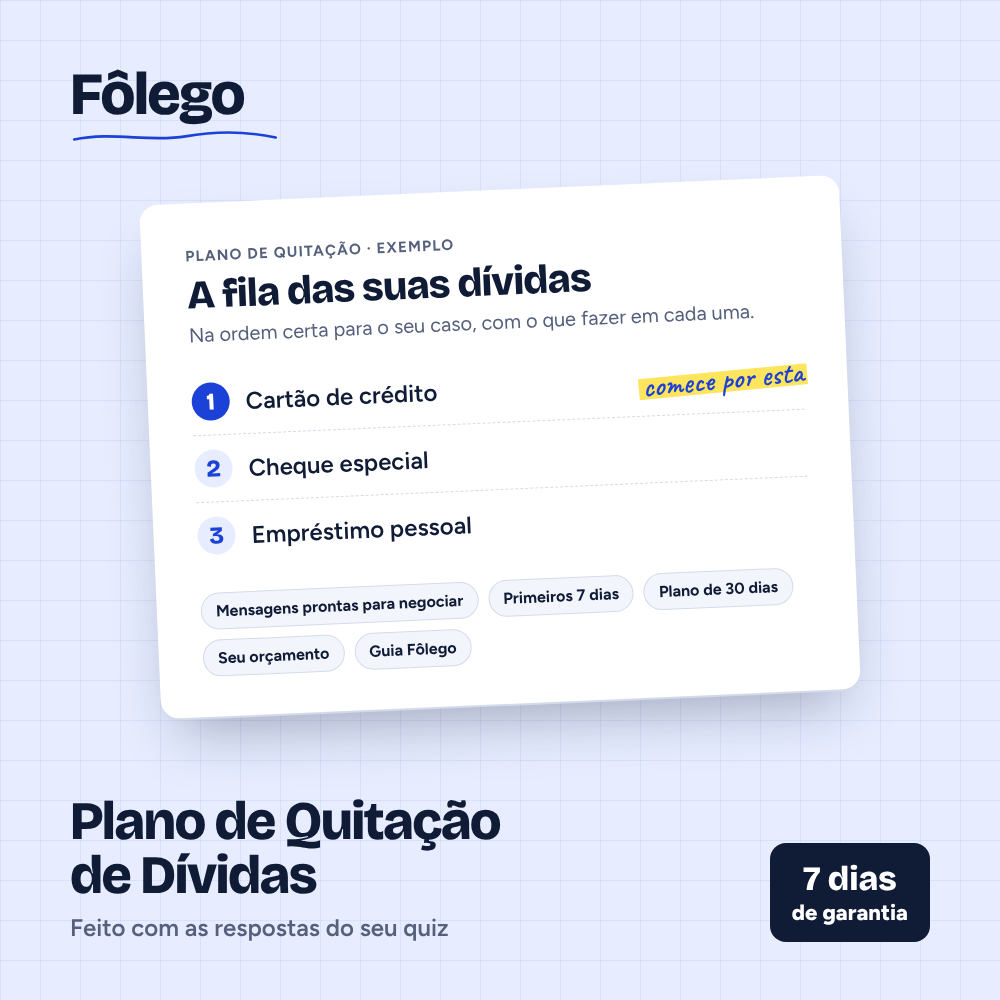 Fôlego
PLANO DE QUITAÇÃO · EXEMPLO
A fila das suas dívidas
Na ordem certa para o seu caso, com o que fazer em cada uma.
1 Cartão de crédito comece por esta
2 Cheque especial
3 Empréstimo pessoal
Mensagens prontas para negociar Primeiros 7 dias Plano de 30 dias
Seu orçamento Guia Fôlego
Plano de Quitação
de Dívidas
Feito com as respostas do seu quiz
7 dias
de garantia